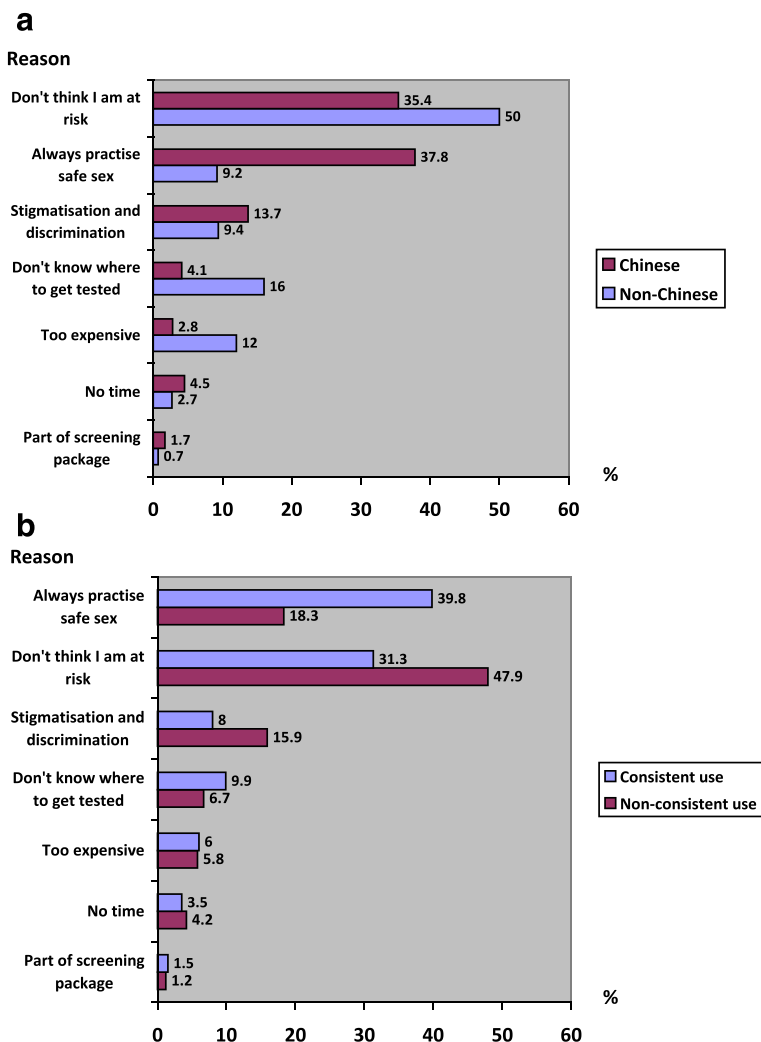 a
Reason
Don't think I am at
risk
35.4
50
Always practise
safe sex
37.8
9.2
Stigmatisation and
discrimination
13.7
9.4
Don't know where
to get tested
4.1
16
Too expensive
2.8
12
No time
4.5
2.7
Part of screening
package
1.7
0.7
Chinese
Non-Chinese
%
0 10 20 30 40 50 60
b
Reason
Always practise
safe sex
39.8
18.3
Don't think I am at
risk
31.3
47.9
Stigmatisation and
discrimination
8
15.9
Don't know where
to get tested
9.9
6.7
Too expensive
6
5.8
No time
3.5
4.2
Part of screening
package
1.5
1.2
Consistent use
Non-consistent use
%
0 10 20 30 40 50 60